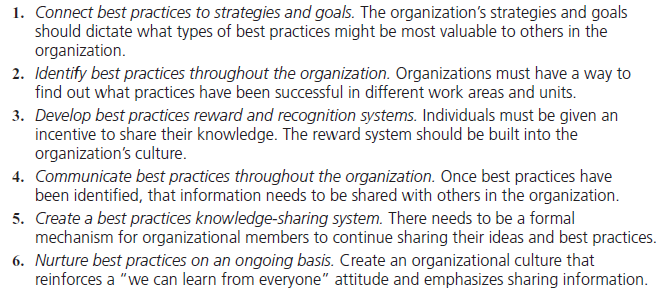 1. Connect best practices to strategies and goals. The organization's strategies and goals
should dictate what types of best practices might be most valuable to others in the
organization.
2. Identify best practices throughout the organization. Organizations must have a way to
find out what practices have been successful in different work areas and units.
3. Develop best practices reward and recognition systems. Individuals must be given an
incentive to share their knowledge. The reward system should be built into the
organization's culture.
4. Communicate best practices throughout the organization. Once best practices have
been identified, that information needs to be shared with others in the organization.
5. Create a best practices knowledge-sharing system. There needs to be a formal
mechanism for organizational members to continue sharing their ideas and best practices.
6. Nurture best practices on an ongoing basis. Create an organizational culture that
reinforces a “we can learn from everyone” attitude and emphasizes sharing information.